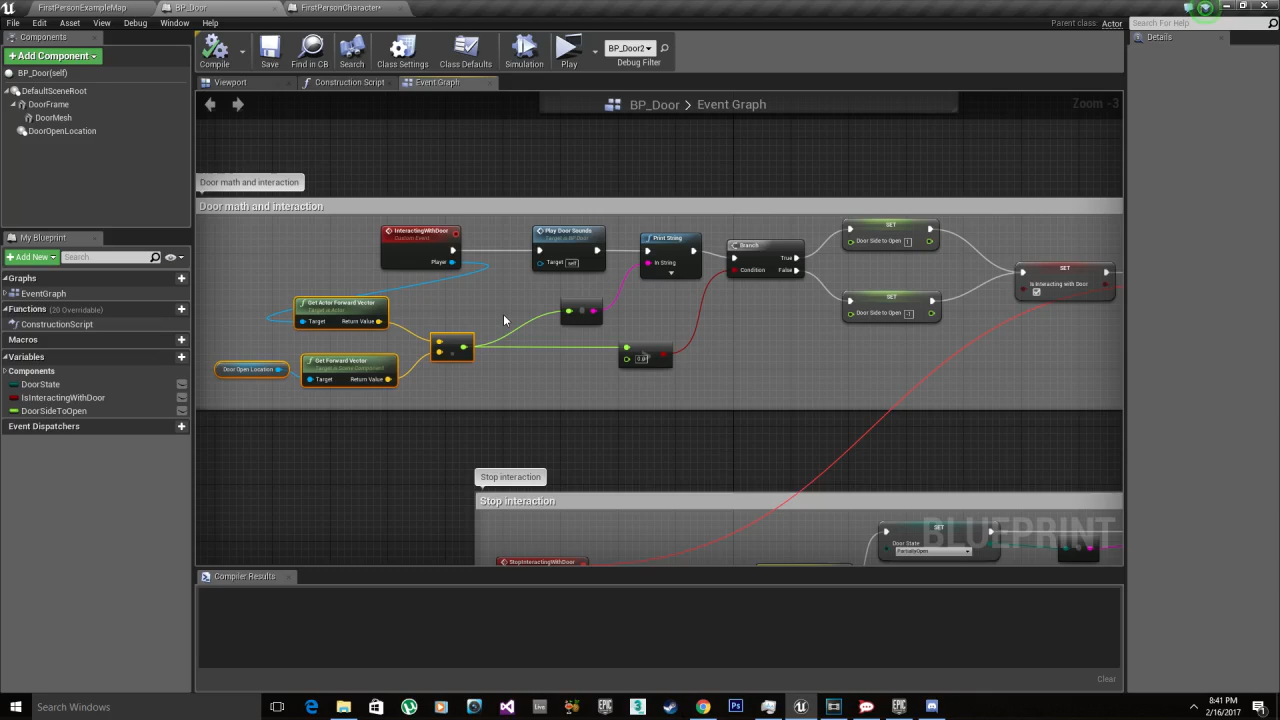 FirstPersonExampleMap
BP_Door
FirstPersonCharacter*
File Edit Asset View Debug Window Help
Parent class: Actor
Search For Help
Components
Details
+Add Component
BP_Door(self)
DefaultSceneRoot
DoorFrame
DoorMesh
DoorOpenLocation
Compile
Save
Find in CB
Search
Class Settings
Class Defaults
Simulation
Play
BP_Door2
Debug Filter
Viewport
Construction Script
Event Graph
BP_Door > Event Graph
Zoom -3
Door math and interaction
Door math and interaction
InteractingWithDoor
Custom Event
Player
Play Door Sounds
Target is BP Door
Target self
Print String
In String
Branch
Condition
True
False
SET
Door Side to Open 1
SET
Door Side to Open -1
SET
Is Interacting with Door
Get Actor Forward Vector
Target is Actor
Target
Return Value
Door Open Location
Get Forward Vector
Target is Scene Component
Target
Return Value
0.0
My Blueprint
+Add New
Search
Graphs
EventGraph
Functions (17 Overridable)
ConstructionScript
Macros
Variables
Components
DoorState
IsInteractingWithDoor
DoorSideToOpen
Event Dispatchers
Stop interaction
Stop interaction
StopInteractingWithDoor
SET
Door State
PartiallyOpen
BLUEPRINT
Compiler Results
Clear
Search Windows
8:41 PM
2/16/2017